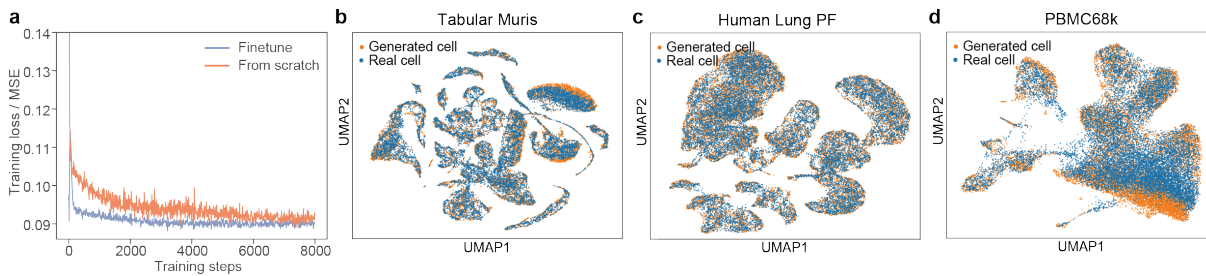 a
0.14
0.13
0.12
0.11
0.10
0.09
Training loss / MSE
Finetune
From scratch
0
2000
4000
6000
8000
Training steps
b
Tabular Muris
Generated cell
Real cell
UMAP2
UMAP1
c
Human Lung PF
Generated cell
Real cell
UMAP2
UMAP1
d
PBMC68k
Generated cell
Real cell
UMAP2
UMAP1